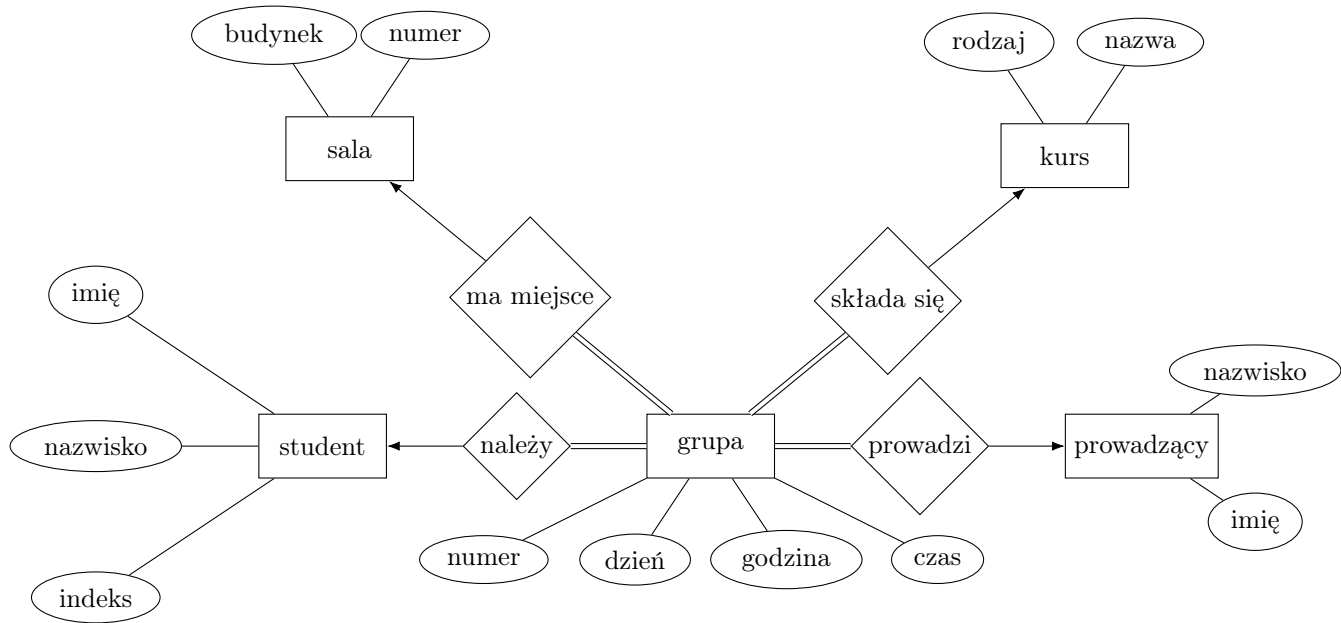 budynek
numer
rodzaj
nazwa
sala
kurs
imię
ma miejsce
składa się
nazwisko
nazwisko
student
należy
grupa
prowadzi
prowadzący
imię
numer
dzień
godzina
czas
indeks